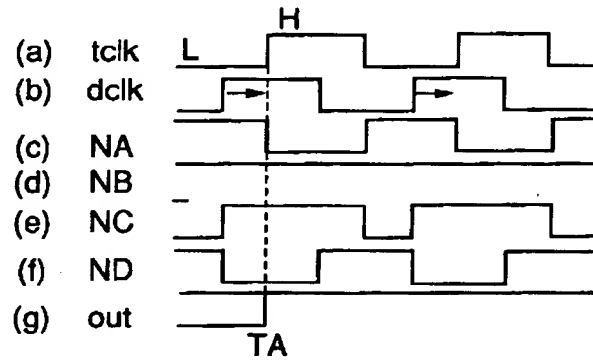 H
(a) tclk L
(b) dclk
(c) NA
(d) NB
(e) NC
(f) ND
(g) out
TA